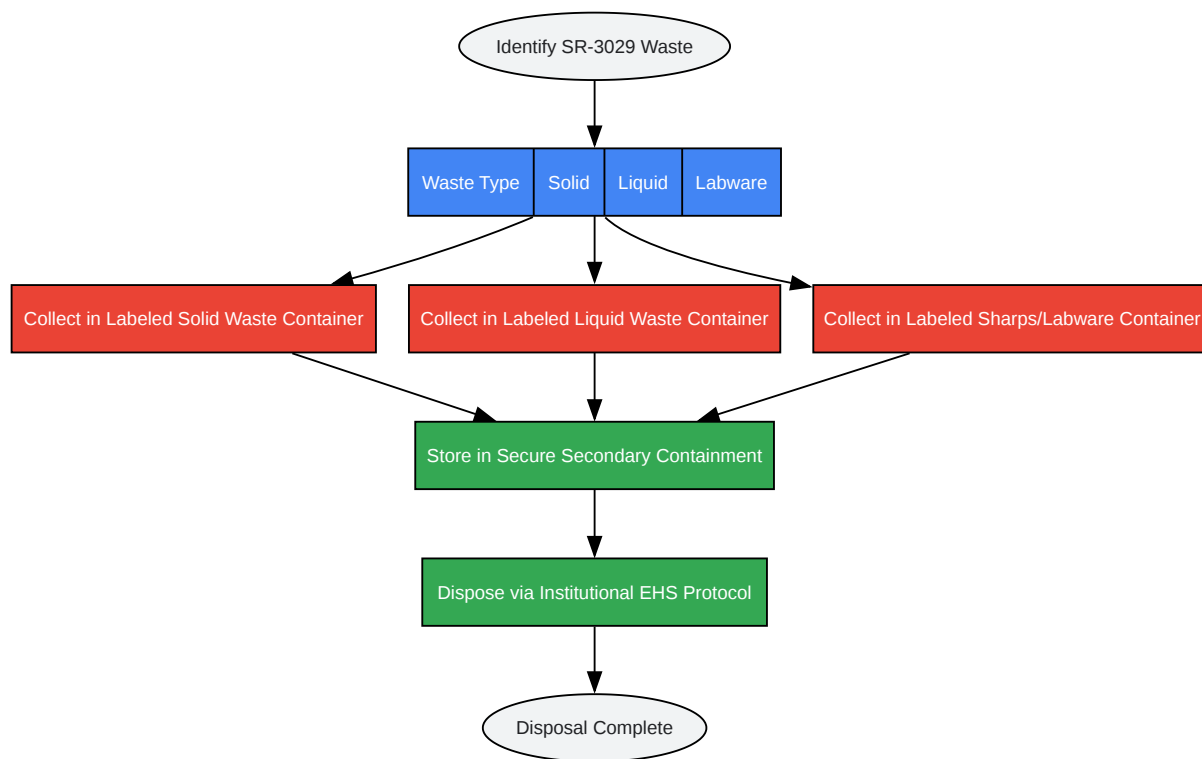 Identify SR-3029 Waste
Waste Type Solid Liquid Labware
Collect in Labeled Solid Waste Container
Collect in Labeled Liquid Waste Container
Collect in Labeled Sharps/Labware Container
Store in Secure Secondary Containment
Dispose via Institutional EHS Protocol
Disposal Complete